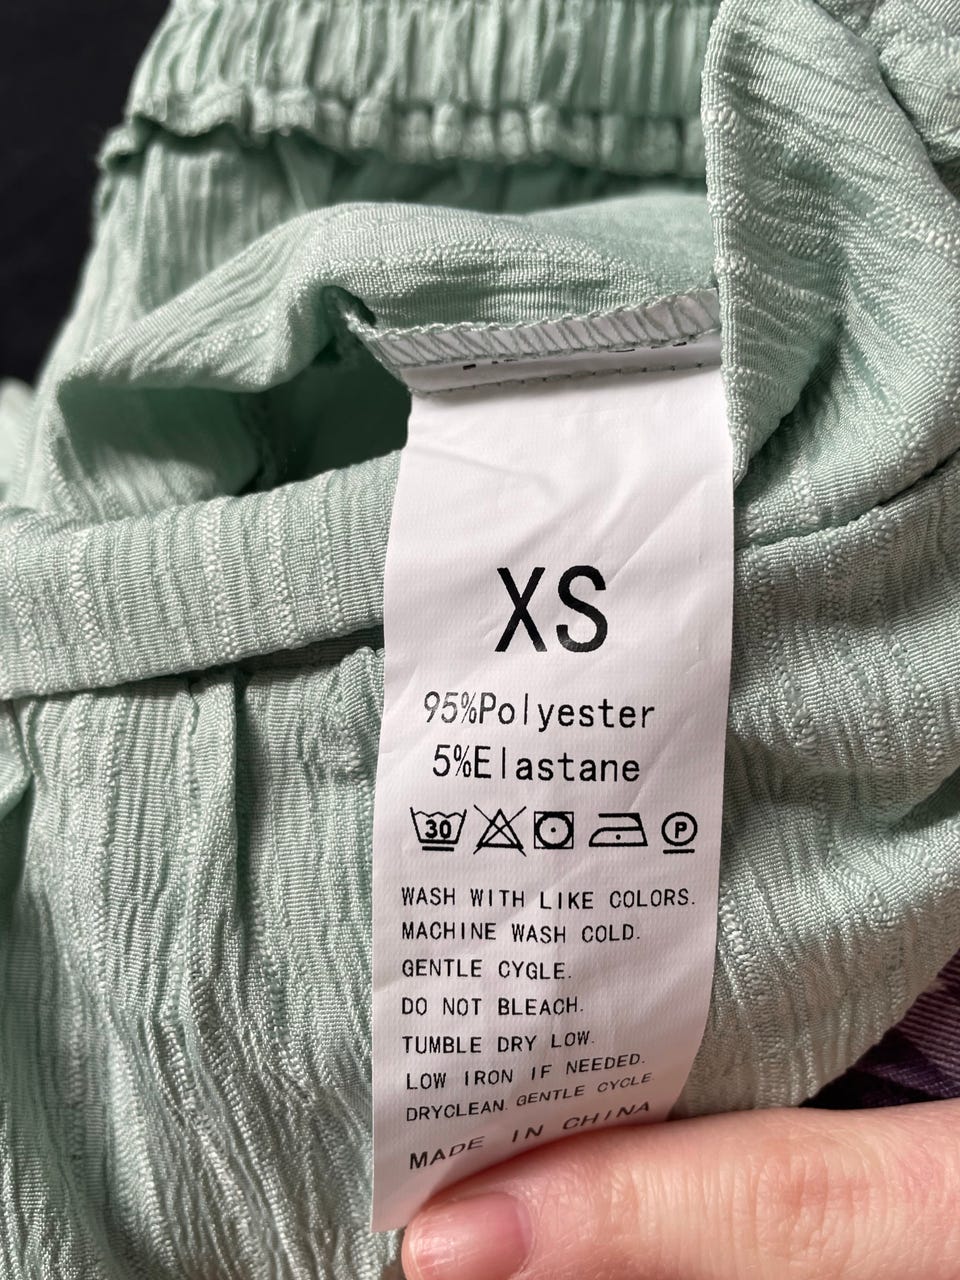 XS
95%Polyester
5%Elastane
30 P
WASH WITH LIKE COLORS.
MACHINE WASH COLD.
GENTLE CYGLE.
DO NOT BLEACH.
TUMBLE DRY LOW.
LOW IRON IF NEEDED.
DRYCLEAN. GENTLE CYCLE.
MADE IN CHINA